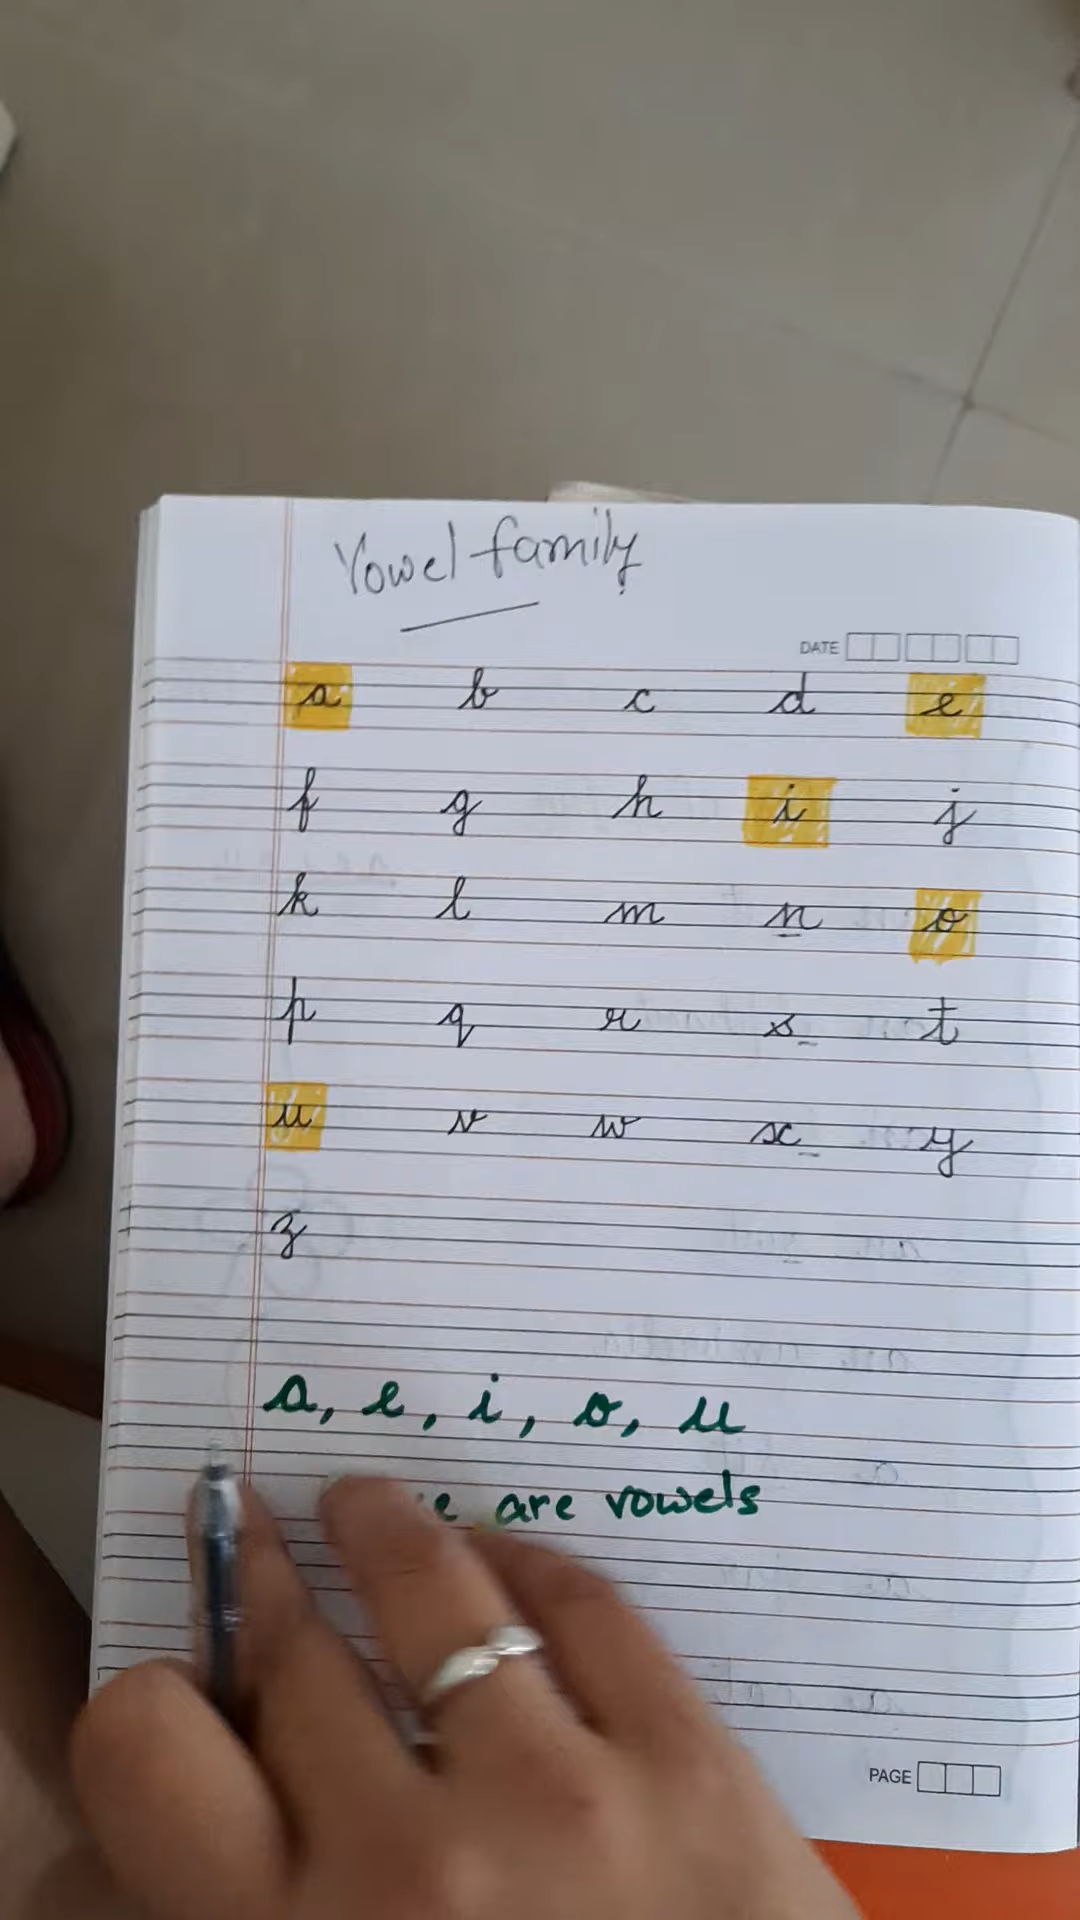 Vowel family
DATE
a b c d e
f g h i j
k l m n o
p q r s t
u v w x y
z
a, e, i, o, u
are vowels
PAGE